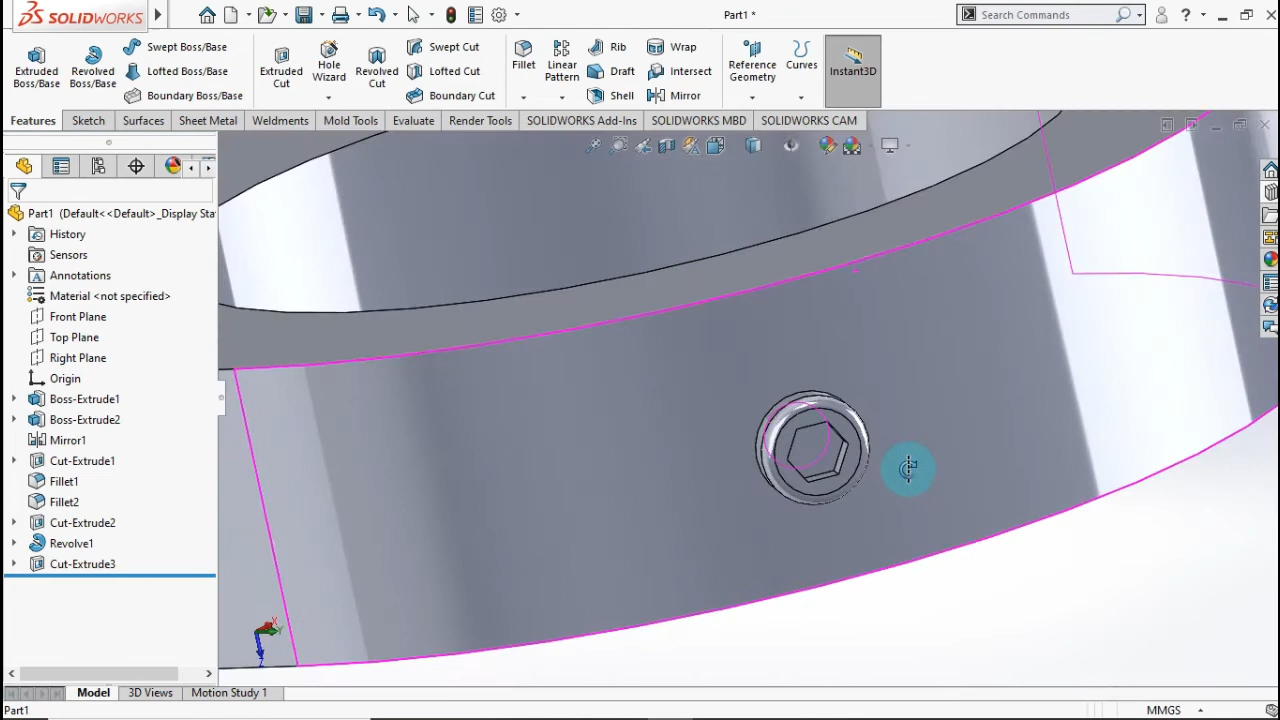 SOLIDWORKS
Part1 *
Search Commands
?
Extruded Boss/Base
Revolved Boss/Base
Swept Boss/Base
Lofted Boss/Base
Boundary Boss/Base
Extruded Cut
Hole Wizard
Revolved Cut
Swept Cut
Lofted Cut
Boundary Cut
Fillet
Linear Pattern
Rib
Draft
Shell
Wrap
Intersect
Mirror
Reference Geometry
Curves
Instant3D
Features
Sketch
Surfaces
Sheet Metal
Weldments
Mold Tools
Evaluate
Render Tools
SOLIDWORKS Add-Ins
SOLIDWORKS MBD
SOLIDWORKS CAM
Part1 (Default<<Default>_Display Sta
History
Sensors
Annotations
Material <not specified>
Front Plane
Top Plane
Right Plane
Origin
Boss-Extrude1
Boss-Extrude2
Mirror1
Cut-Extrude1
Fillet1
Fillet2
Cut-Extrude2
Revolve1
Cut-Extrude3
X
Y
Z
Model
3D Views
Motion Study 1
Part1
MMGS